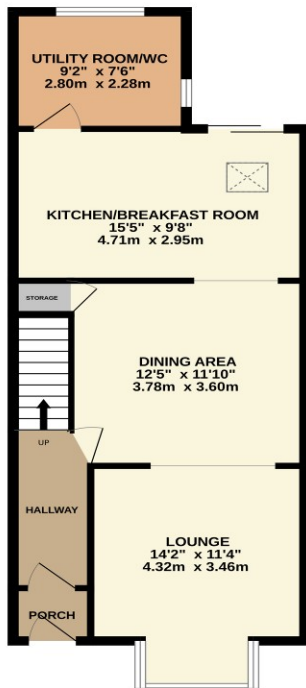 UTILITY ROOM/WC
9'2" x 7'6"
2.80m x 2.28m
KITCHEN/BREAKFAST ROOM
15'5" x 9'8"
4.71m x 2.95m
STORAGE
DINING AREA
12'5" x 11'10"
3.78m x 3.60m
UP
HALLWAY
LOUNGE
14'2" x 11'4"
4.32m x 3.46m
PORCH